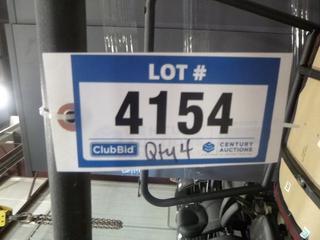 LOT #
4154
ClubBid Qty 4 CENTURY AUCTIONS